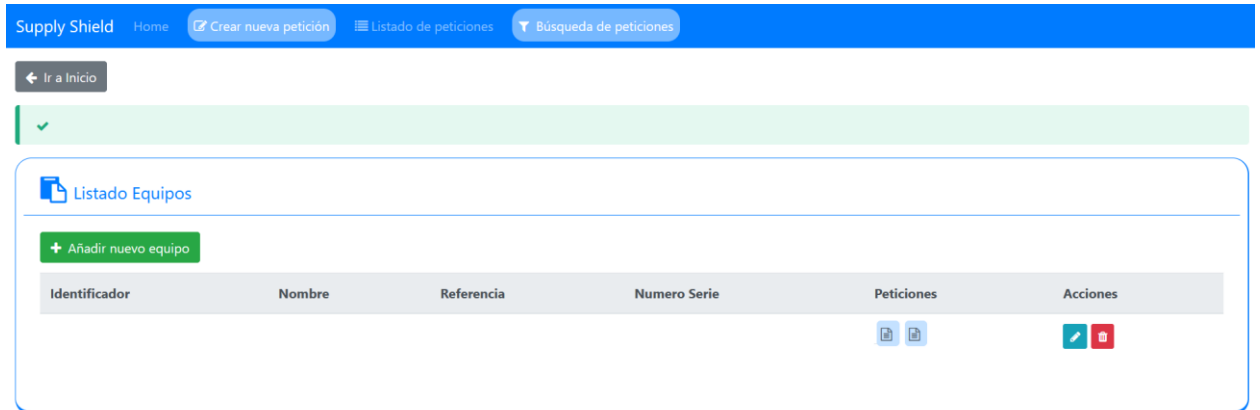 Supply Shield Home Crear nueva petición Listado de peticiones Búsqueda de peticiones
Ir a Inicio
Listado Equipos
Añadir nuevo equipo
Identificador Nombre Referencia Numero Serie Peticiones Acciones